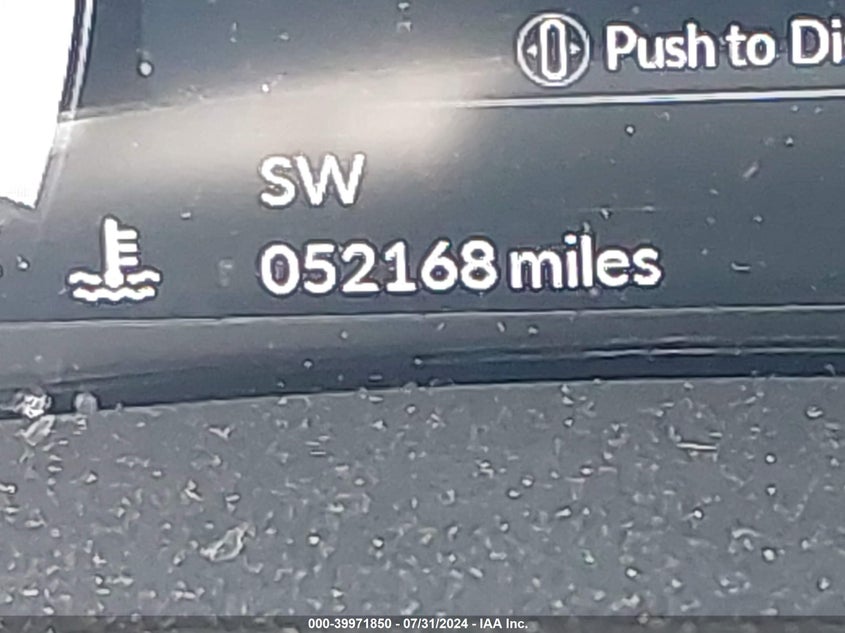 Push to Di
SW
052168 miles
000-39971850 - 07/31/2024 - IAA Inc.